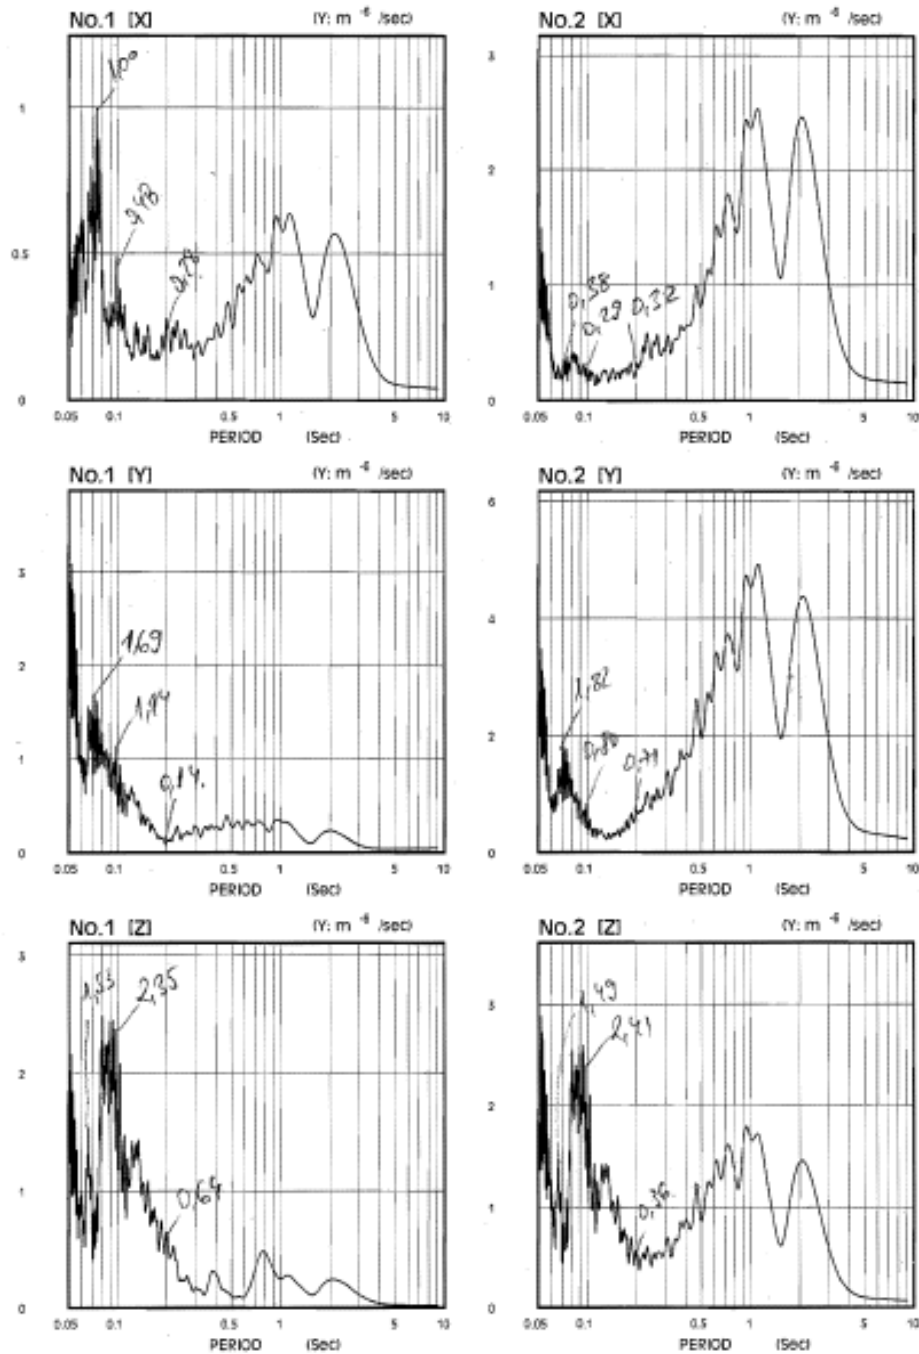 No.1 [X] (Y: m -6 /sec)
1,00
1
0,48
0.5
0,28
0
0.05 0.1 0.5 1 5 10
PERIOD (Sec)
No.2 [X] (Y: m -6 /sec)
3
2
1
0,38
0,29
0,32
0
0.05 0.1 0.5 1 5 10
PERIOD (Sec)
No.1 [Y] (Y: m -6 /sec)
3
2
1,69
1
0,14
0
0.05 0.1 0.5 1 5 10
PERIOD (Sec)
No.2 [Y] (Y: m -6 /sec)
6
4
1,82
2
0,80
0,71
0
0.05 0.1 0.5 1 5 10
PERIOD (Sec)
No.1 [Z] (Y: m -6 /sec)
3
1,53
2,35
2
1
0,64
0
0.05 0.1 0.5 1 5 10
PERIOD (Sec)
No.2 [Z] (Y: m -6 /sec)
3
1,49
2,41
2
1
0,36
0
0.05 0.1 0.5 1 5 10
PERIOD (Sec)